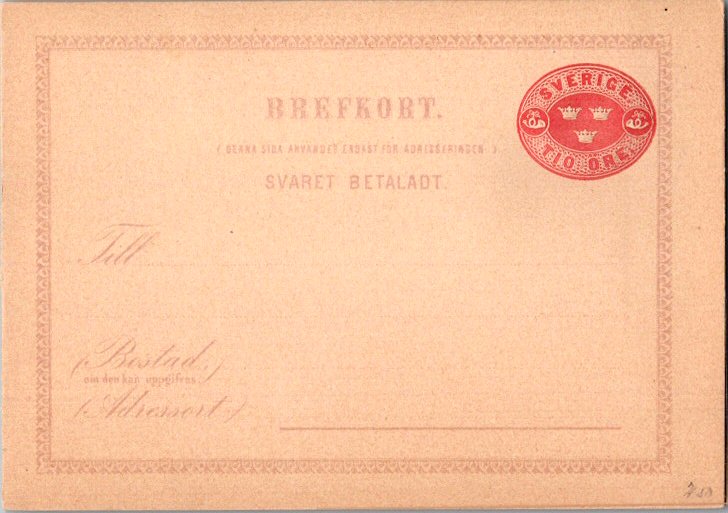 SVERIGE
TIO ÖRE.
BREFKORT.
(DENNA SIDA ANVÄNDES ENDAST FÖR ADRESSERINGEN.)
SVARET BETALADT.
Till
(Bostad,)
om den kan uppgifvas.
(Adressort.)